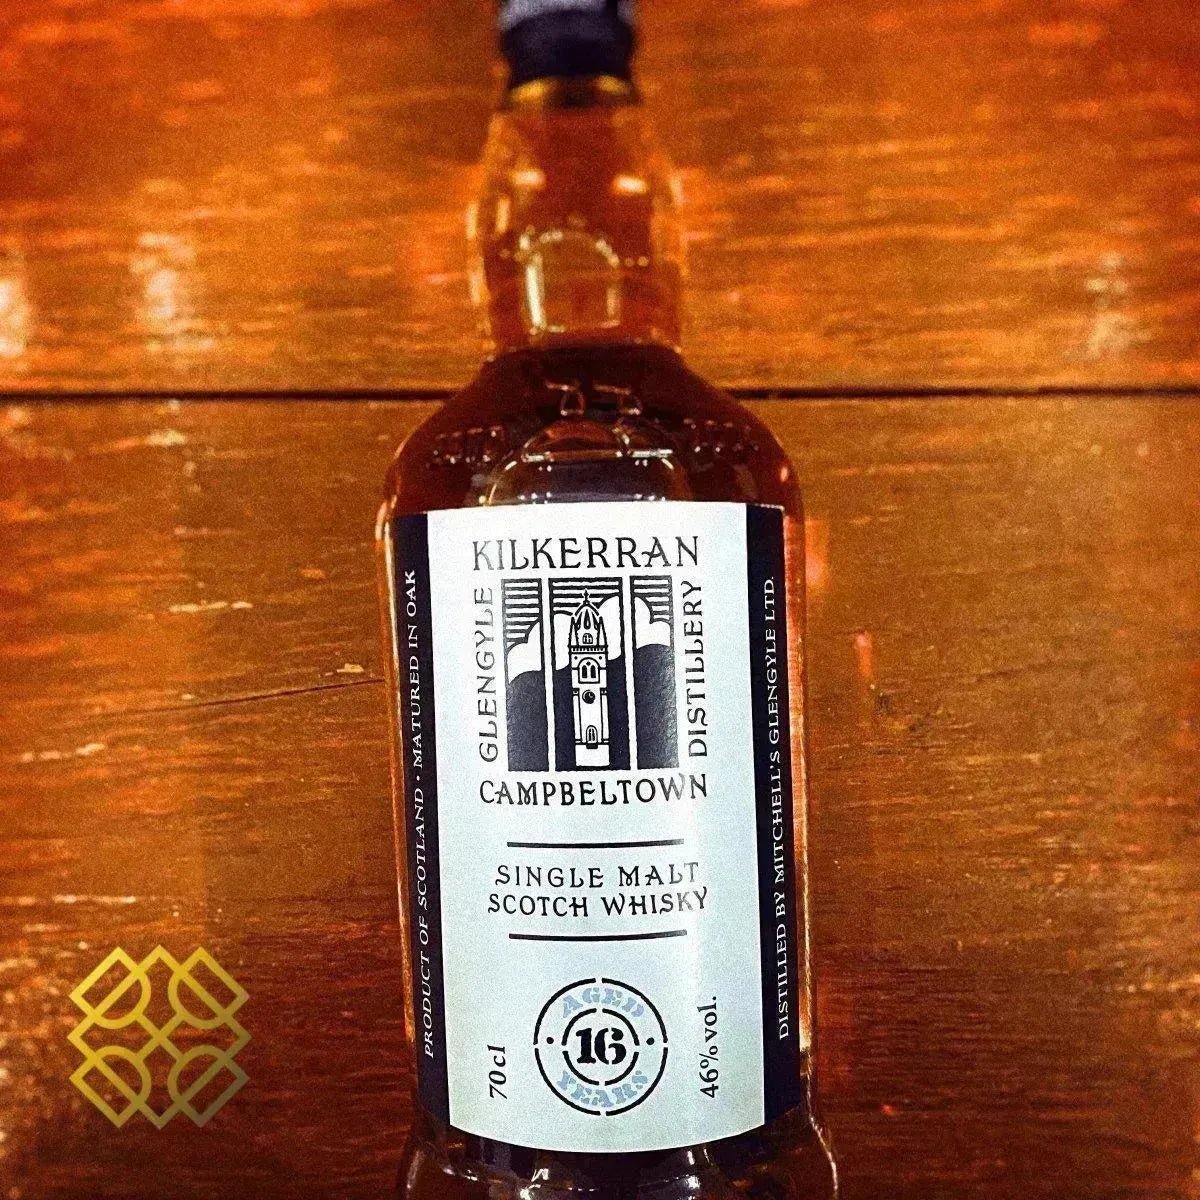 KILKERRAN
GLENGYLE
DISTILLERY
CAMPBELTOWN
SINGLE MALT
SCOTCH WHISKY
AGED
16
YEARS
70cl
46% vol.
PRODUCT OF SCOTLAND · MATURED IN OAK
DISTILLED BY MITCHELL'S GLENGYLE LTD.